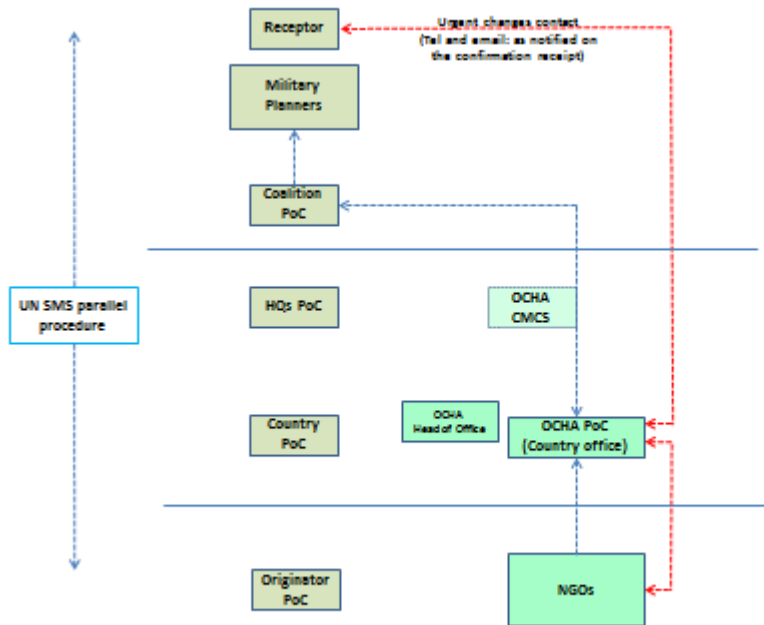 Receptor
Urgent changes contact
(Tel and email: as notified on
the confirmation receipt)
Military
Planners
Coalition
PoC
UN SMS parallel
procedure
HQs PoC
OCHA
CMCS
Country
PoC
OCHA
Head of Office
OCHA PoC
(Country office)
Originator
PoC
NGOs